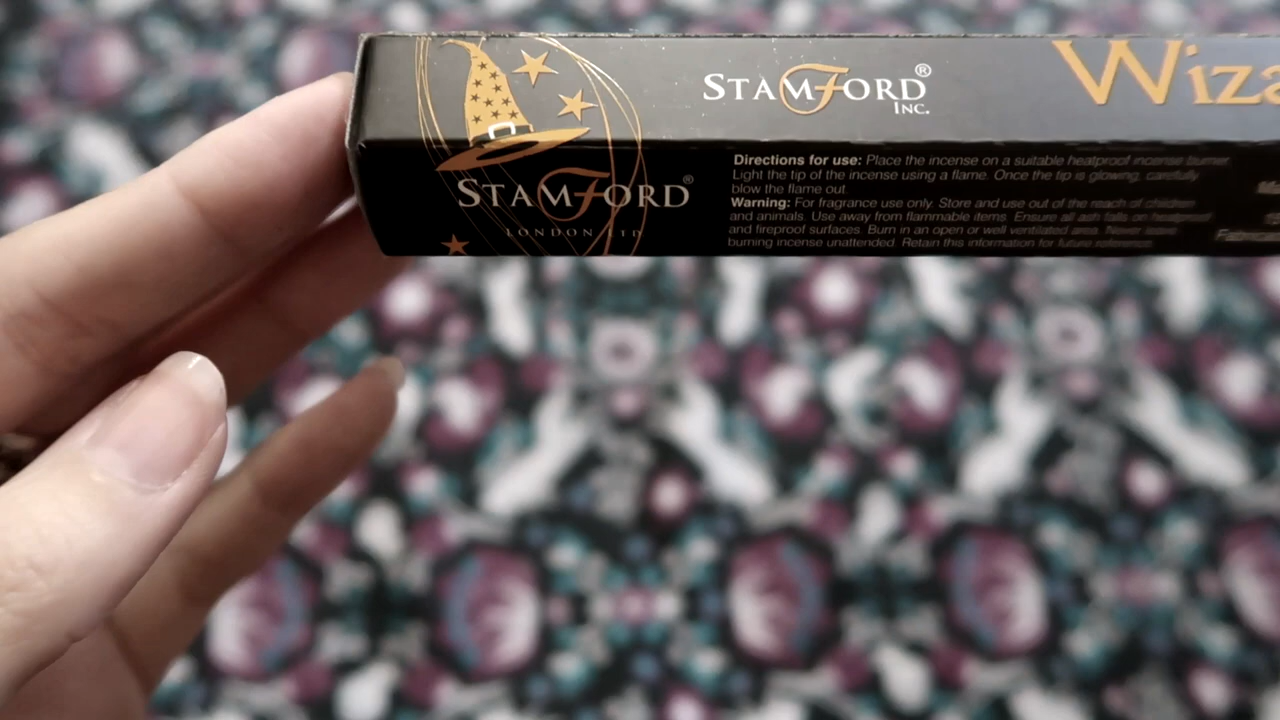 STAMFORD®
INC.
Wiza
STAMFORD®
LONDON LTD
Directions for use: Place the incense on a suitable heatproof incense burner.
Light the tip of the incense using a flame. Once the tip is glowing, carefully
blow the flame out.
Warning: For fragrance use only. Store and use out of the reach of children
and animals. Use away from flammable items. Ensure all ash falls on heatproof
and fireproof surfaces. Burn in an open or well ventilated area. Never leave
burning incense unattended. Retain this information for future reference.